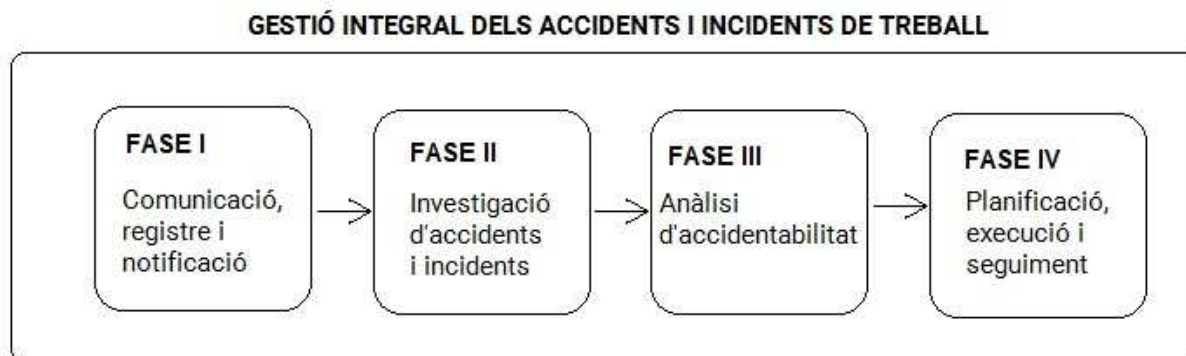 GESTIÓ INTEGRAL DELS ACCIDENTS I INCIDENTS DE TREBALL
FASE I
Comunicació,
registre i
notificació
FASE II
Investigació
d'accidents
i incidents
FASE III
Anàlisi
d'accidentabilitat
FASE IV
Planificació,
execució i
seguiment